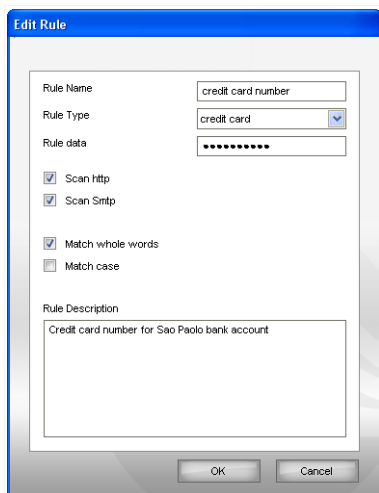 Edit Rule
Rule Name credit card number
Rule Type credit card
Rule data ••••••••••
Scan http
Scan Smtp
Match whole words
Match case
Rule Description
Credit card number for Sao Paolo bank account
OK Cancel